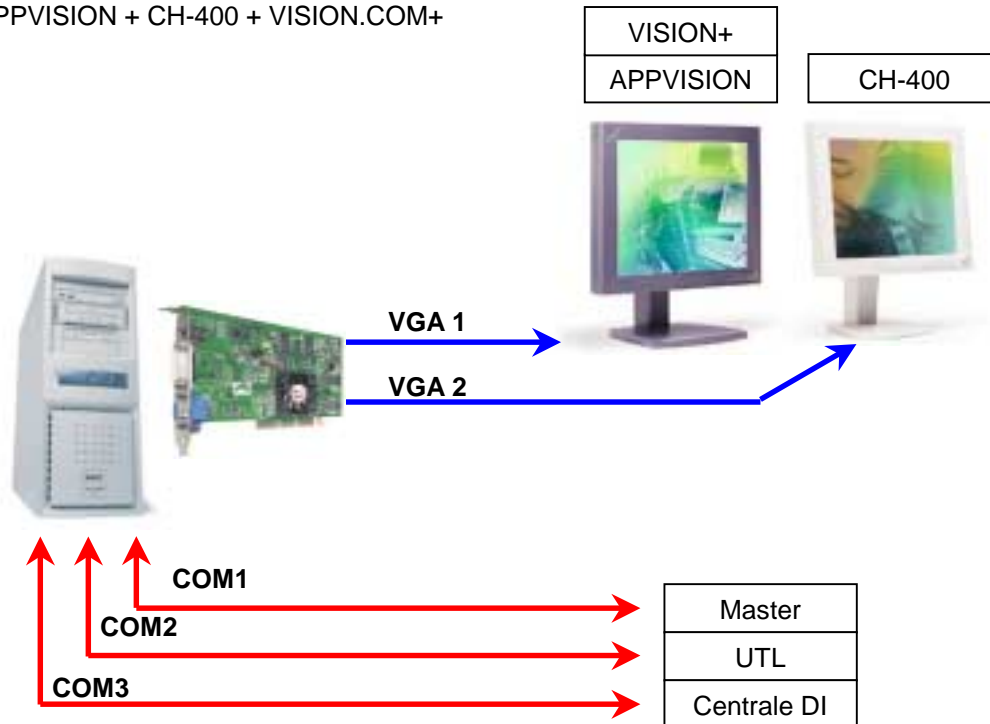 PPVISION + CH-400 + VISION.COM+
VISION+
APPVISION
CH-400
VGA 1
VGA 2
COM1
COM2
COM3
Master
UTL
Centrale DI